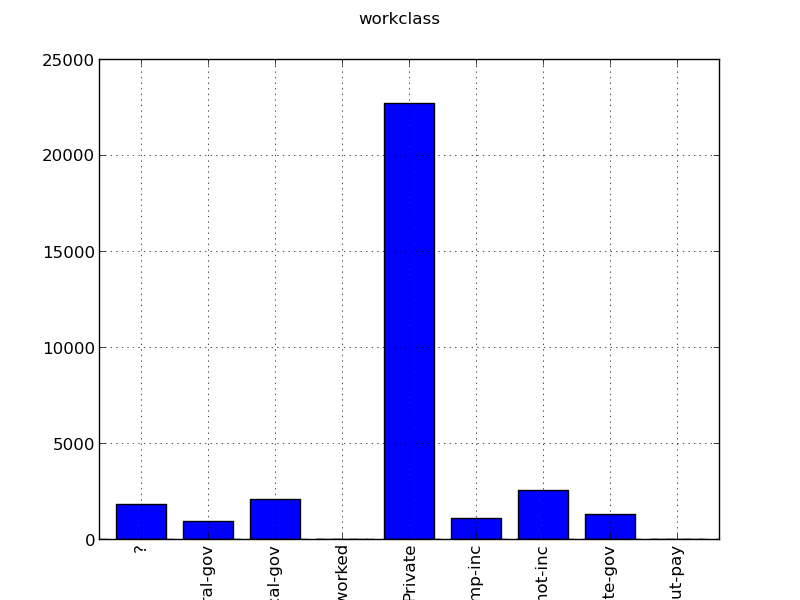 workclass
25000
20000
15000
10000
5000
0
?
ral-gov
cal-gov
worked
Private
mp-inc
not-inc
te-gov
ut-pay